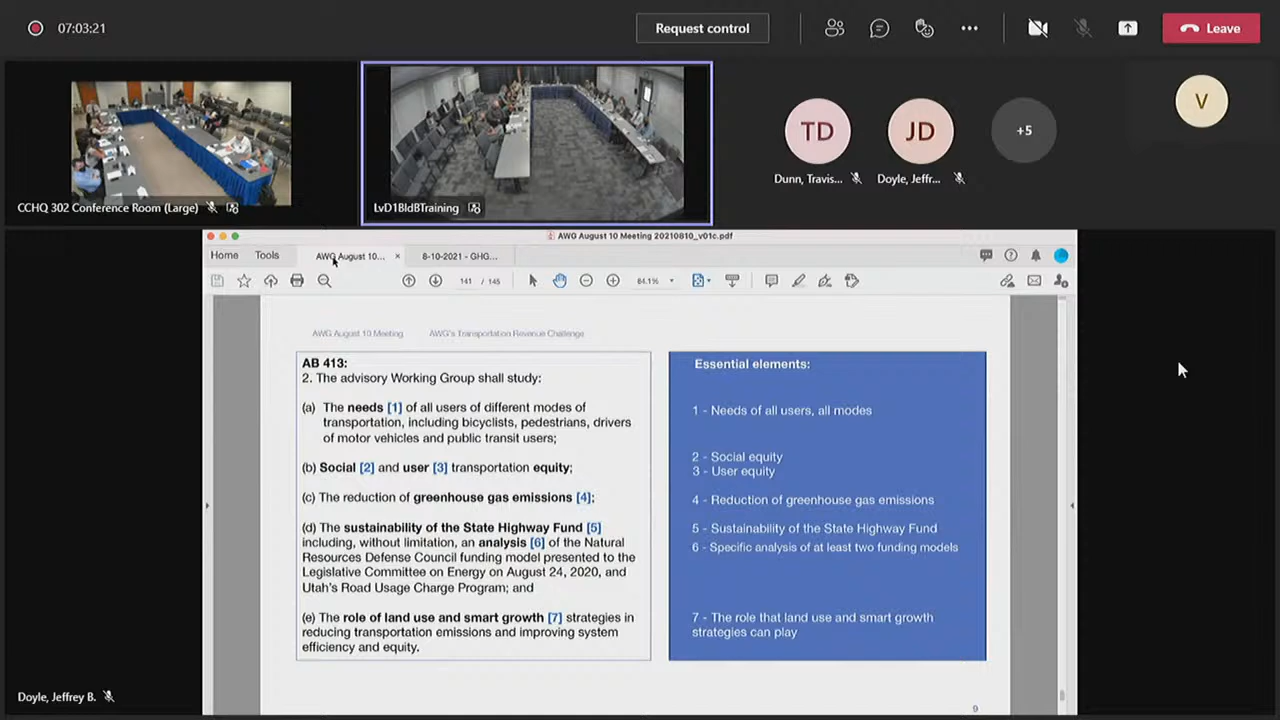 07:03:21
Request control
Leave
CCHQ 302 Conference Room (Large)
LvD1BldBTraining
TD
JD
+5
V
Dunn, Travis...
Doyle, Jeffr...
AWG August 10 Meeting 20210810_v01c.pdf
Home
Tools
AWG August 10...
8-10-2021 - GHG...
141 / 145
84.1%
AWG August 10 Meeting
AWG's Transportation Revenue Challenge
AB 413:
2. The advisory Working Group shall study:
(a) The needs [1] of all users of different modes of
transportation, including bicyclists, pedestrians, drivers
of motor vehicles and public transit users;
(b) Social [2] and user [3] transportation equity;
(c) The reduction of greenhouse gas emissions [4];
(d) The sustainability of the State Highway Fund [5]
including, without limitation, an analysis [6] of the Natural
Resources Defense Council funding model presented to the
Legislative Committee on Energy on August 24, 2020, and
Utah's Road Usage Charge Program; and
(e) The role of land use and smart growth [7] strategies in
reducing transportation emissions and improving system
efficiency and equity.
Essential elements:
1 - Needs of all users, all modes
2 - Social equity
3 - User equity
4 - Reduction of greenhouse gas emissions
5 - Sustainability of the State Highway Fund
6 - Specific analysis of at least two funding models
7 - The role that land use and smart growth
strategies can play
9
Doyle, Jeffrey B.